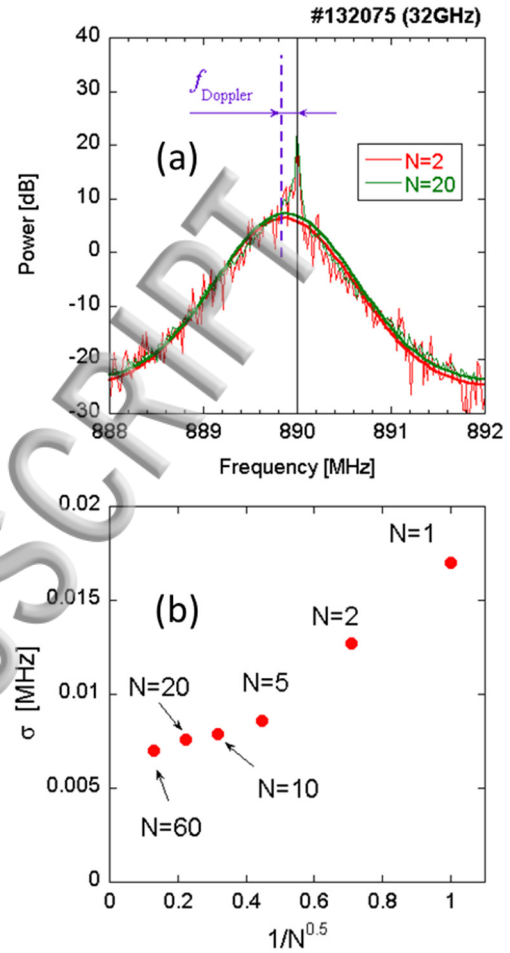 #132075 (32GHz)
40
30
20
10
0
-10
-20
-30
Power [dB]
f Doppler
(a)
N=2
N=20
888
889
890
891
892
Frequency [MHz]
SCRIPT
0.02
0.015
0.01
0.005
0
σ [MHz]
(b)
N=1
N=2
N=5
N=20
N=10
N=60
0
0.2
0.4
0.6
0.8
1
1/N^0.5